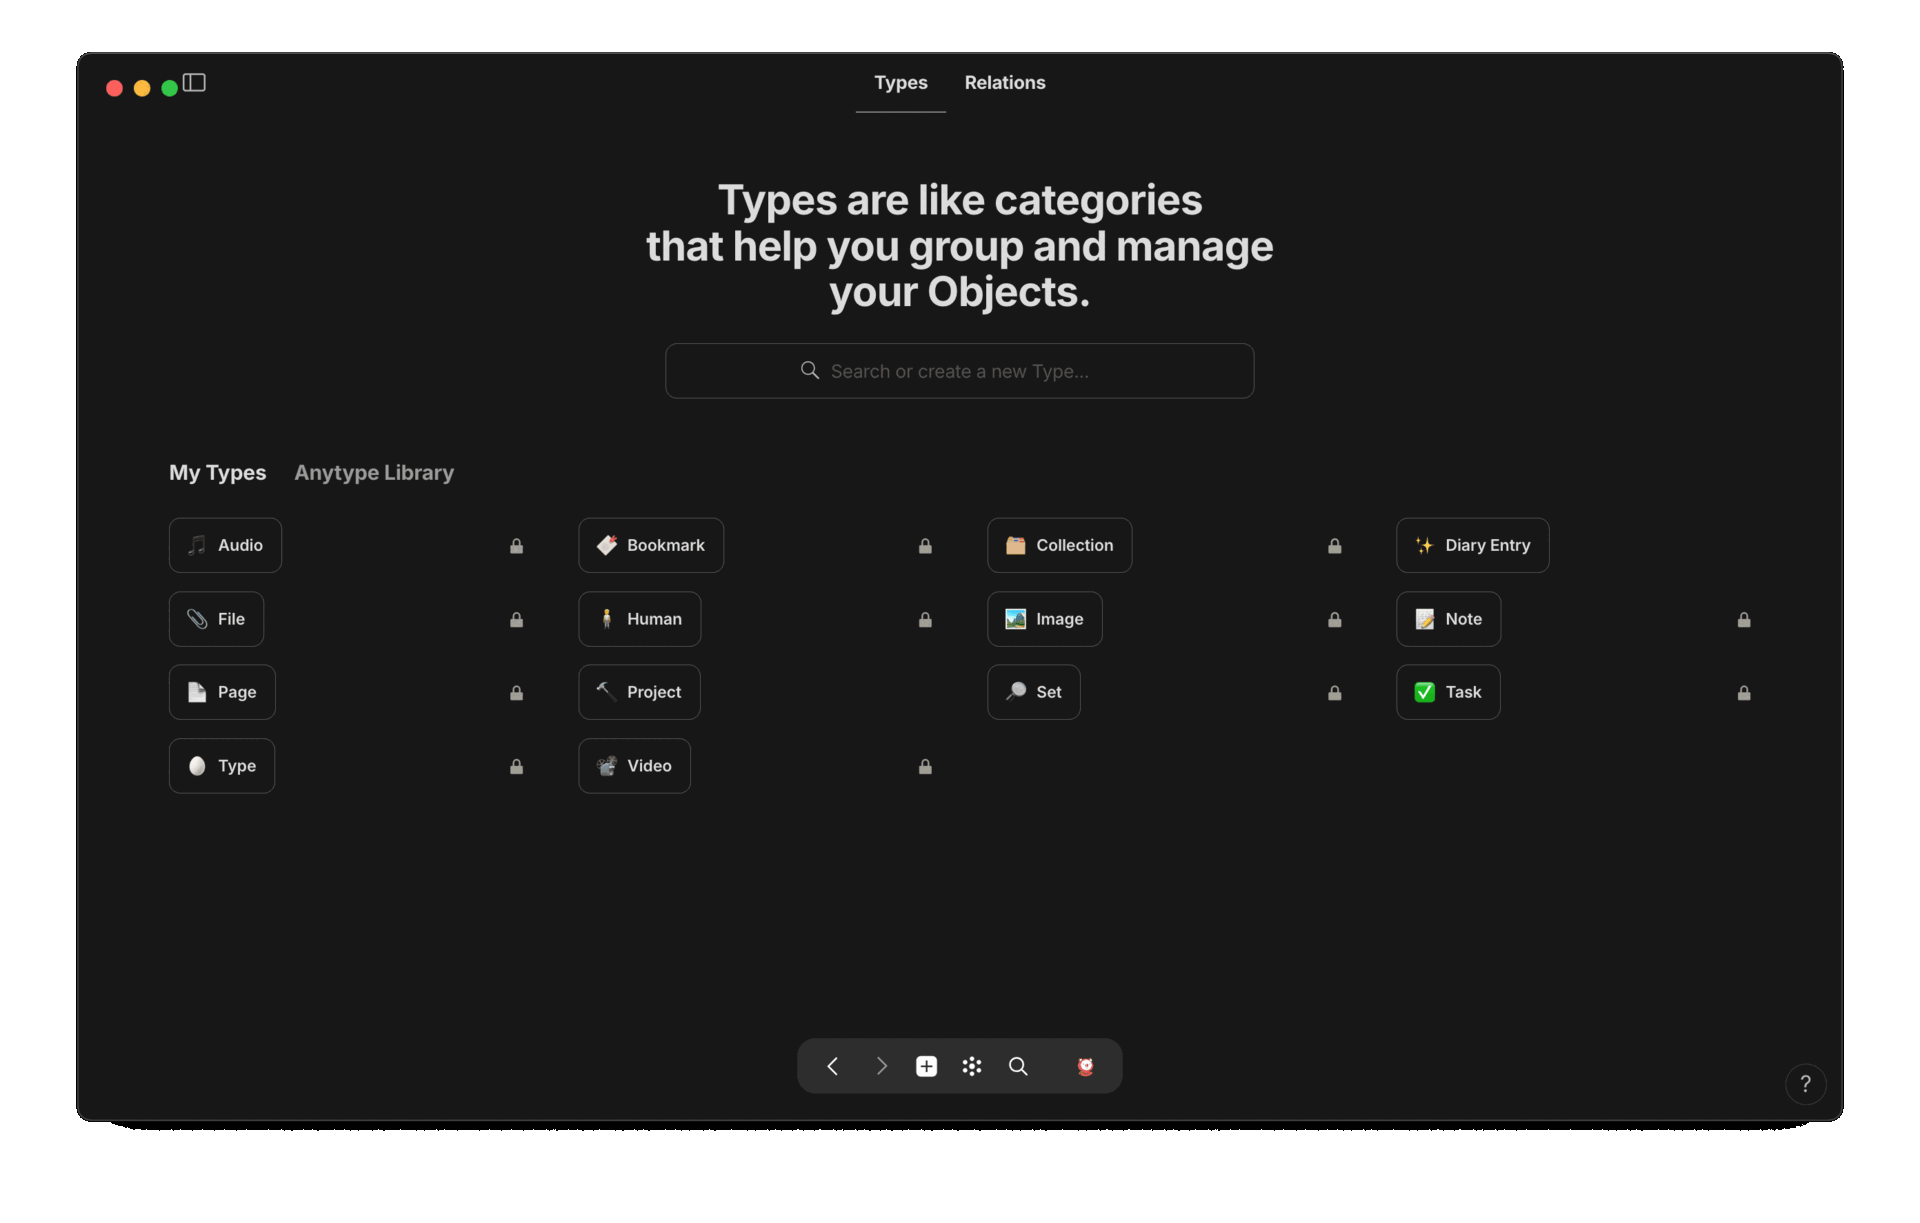 Types Relations
Types are like categories
that help you group and manage
your Objects.
Search or create a new Type...
My Types Anytype Library
Audio Bookmark Collection Diary Entry
File Human Image Note
Page Project Set Task
Type Video
?